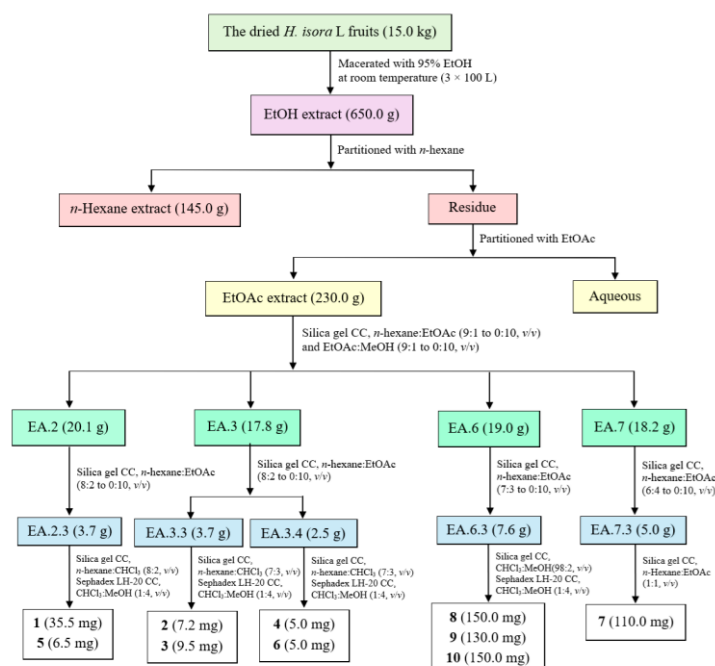 The dried H. isora L fruits (15.0 kg)
Macerated with 95% EtOH
at room temperature (3 × 100 L)
EtOH extract (650.0 g)
Partitioned with n-hexane
n-Hexane extract (145.0 g)
Residue
Partitioned with EtOAc
EtOAc extract (230.0 g)
Aqueous
Silica gel CC, n-hexane:EtOAc (9:1 to 0:10, v/v)
and EtOAc:MeOH (9:1 to 0:10, v/v)
EA.2 (20.1 g)
EA.3 (17.8 g)
EA.6 (19.0 g)
EA.7 (18.2 g)
Silica gel CC, n-hexane:EtOAc
(8:2 to 0:10, v/v)
Silica gel CC, n-hexane:EtOAc
(8:2 to 0:10, v/v)
Silica gel CC,
n-hexane:EtOAc
(7:3 to 0:10, v/v)
Silica gel CC,
n-hexane:EtOAc
(6:4 to 0:10, v/v)
EA.2.3 (3.7 g)
EA.3.3 (3.7 g)
EA.3.4 (2.5 g)
EA.6.3 (7.6 g)
EA.7.3 (5.0 g)
Silica gel CC,
n-hexane:CHCl₃ (8:2, v/v)
Sephadex LH-20 CC,
CHCl₃:MeOH (1:4, v/v)
Silica gel CC,
n-hexane:CHCl₃ (7:3, v/v)
Sephadex LH-20 CC,
CHCl₃:MeOH (1:4, v/v)
Silica gel CC,
n-hexane:CHCl₃ (7:3, v/v)
Sephadex LH-20 CC,
CHCl₃:MeOH (1:4, v/v)
Silica gel CC,
CHCl₃:MeOH(98:2, v/v)
Sephadex LH-20 CC,
CHCl₃:MeOH (1:4, v/v)
Silica gel CC,
n-Hexane:EtOAc
(1:1, v/v)
1 (35.5 mg)
5 (6.5 mg)
2 (7.2 mg)
3 (9.5 mg)
4 (5.0 mg)
6 (5.0 mg)
8 (150.0 mg)
9 (130.0 mg)
10 (150.0 mg)
7 (110.0 mg)